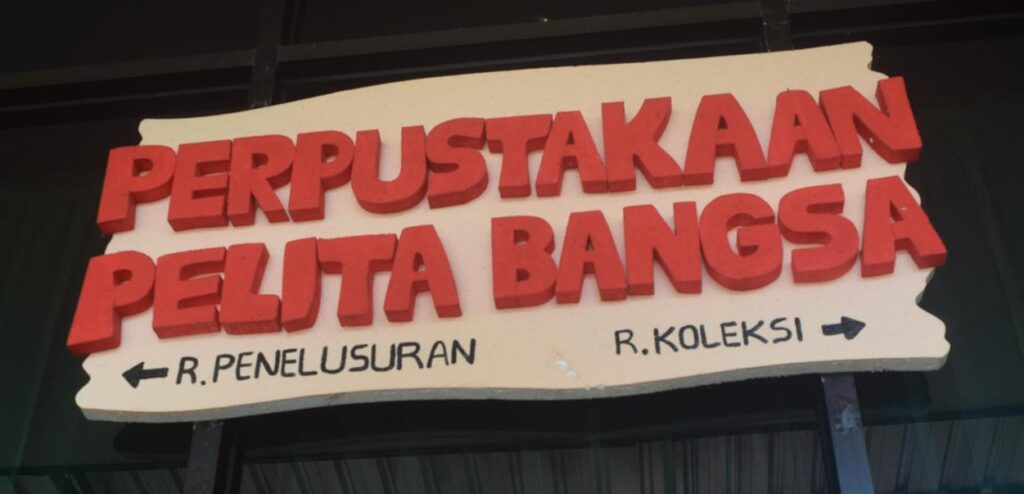 PERPUSTAKAAN
PELITA BANGSA
← R.PENELUSURAN
R.KOLEKSI →